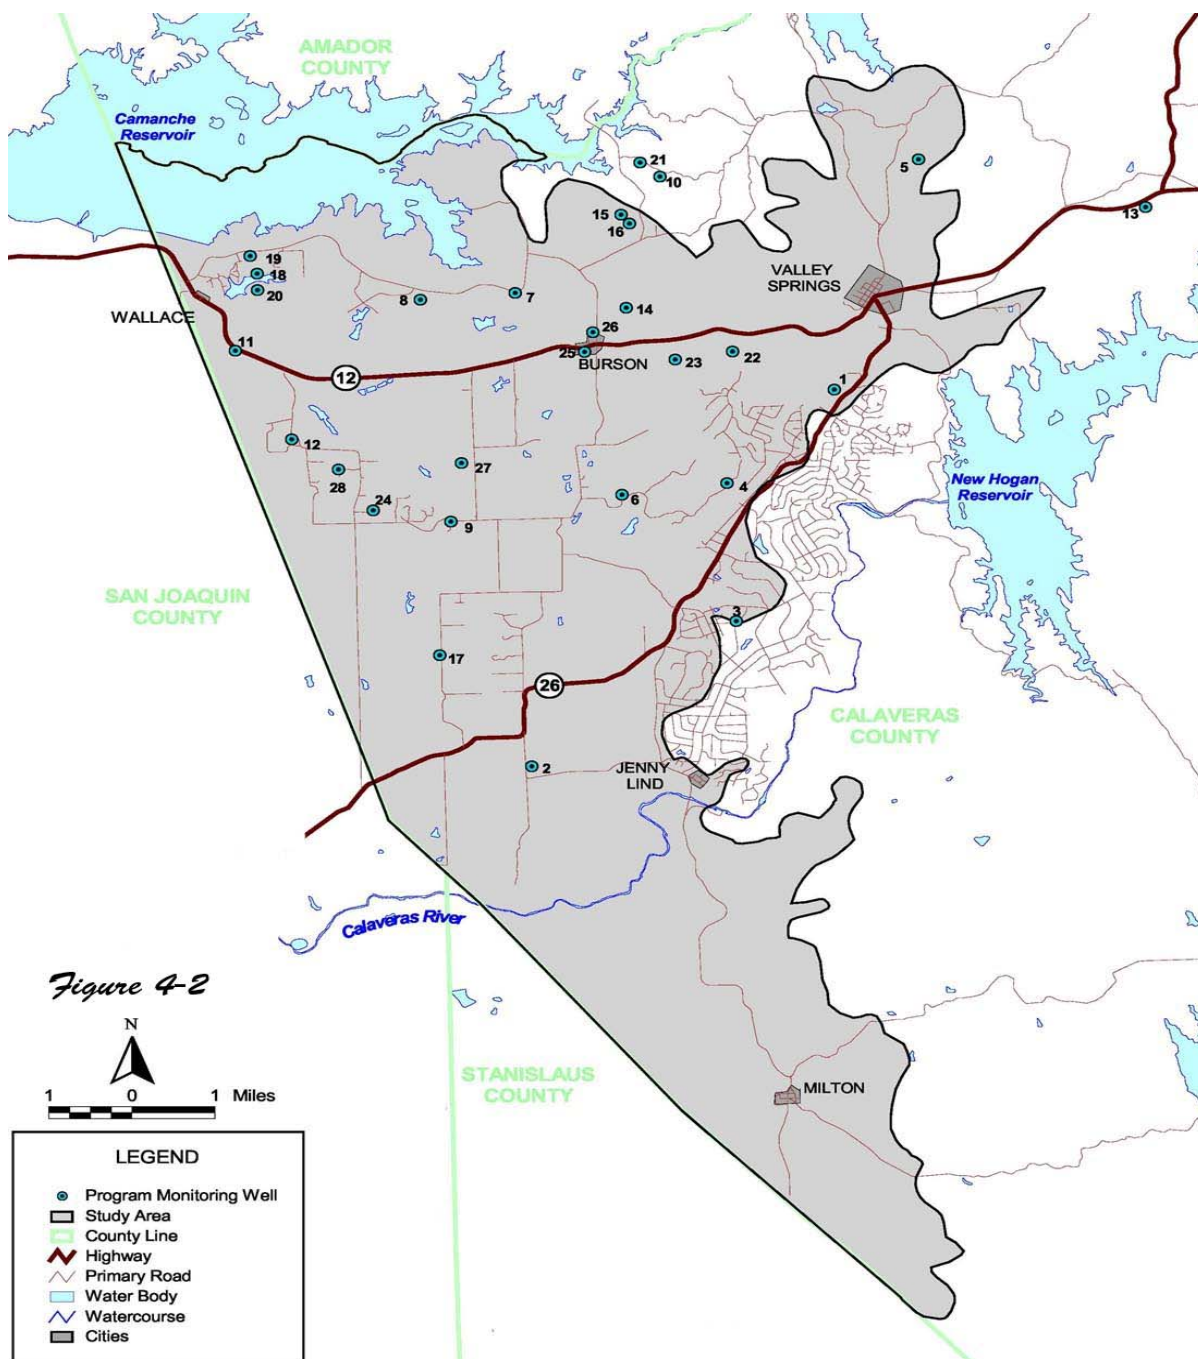 AMADOR
COUNTY
Camanche
Reservoir
21
10
5
15
16
13
19
18
20
VALLEY
SPRINGS
8
7
WALLACE
14
26
11
25
BURSON
23
22
12
1
12
27
28
4
6
24
9
New Hogan
Reservoir
SAN JOAQUIN
COUNTY
3
17
26
CALAVERAS
COUNTY
2
JENNY
LIND
Calaveras River
Figure 4-2
N
1 0 1 Miles
STANISLAUS
COUNTY
MILTON
LEGEND
Program Monitoring Well
Study Area
County Line
Highway
Primary Road
Water Body
Watercourse
Cities